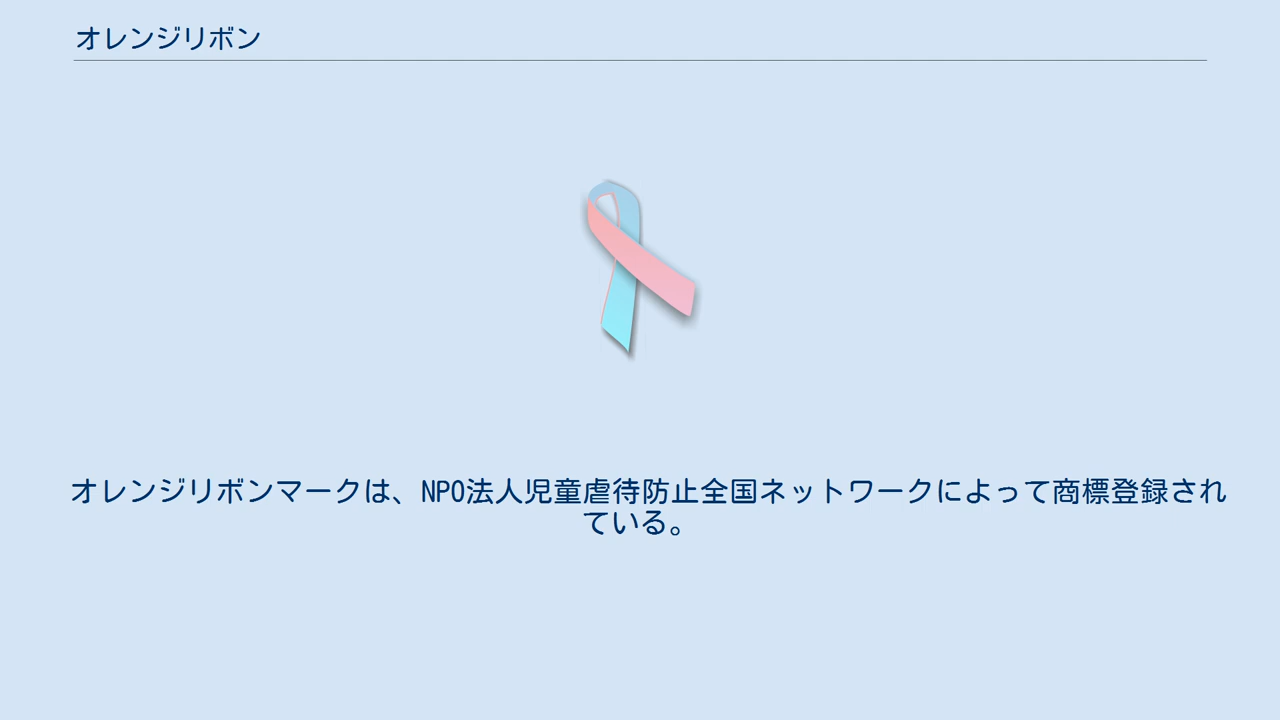 オレンジリボン
オレンジリボンマークは、NPO法人児童虐待防止全国ネットワークによって商標登録され
ている。